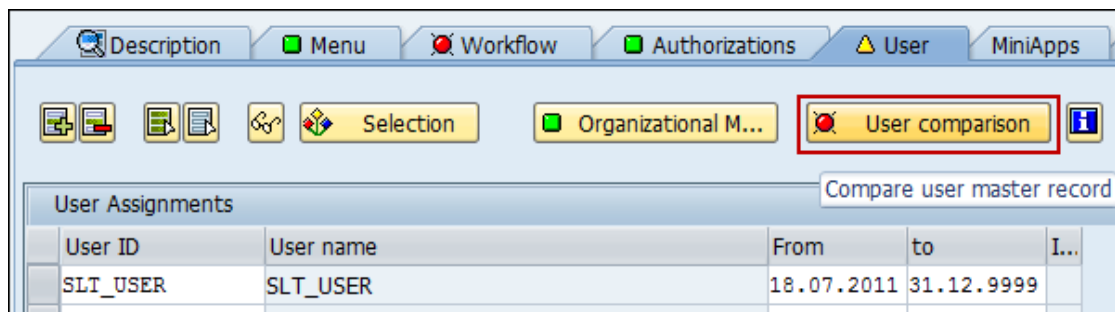 Description Menu Workflow Authorizations User MiniApps
Selection Organizational M... User comparison
Compare user master record
User Assignments
User ID User name From to I...
SLT_USER SLT_USER 18.07.2011 31.12.9999